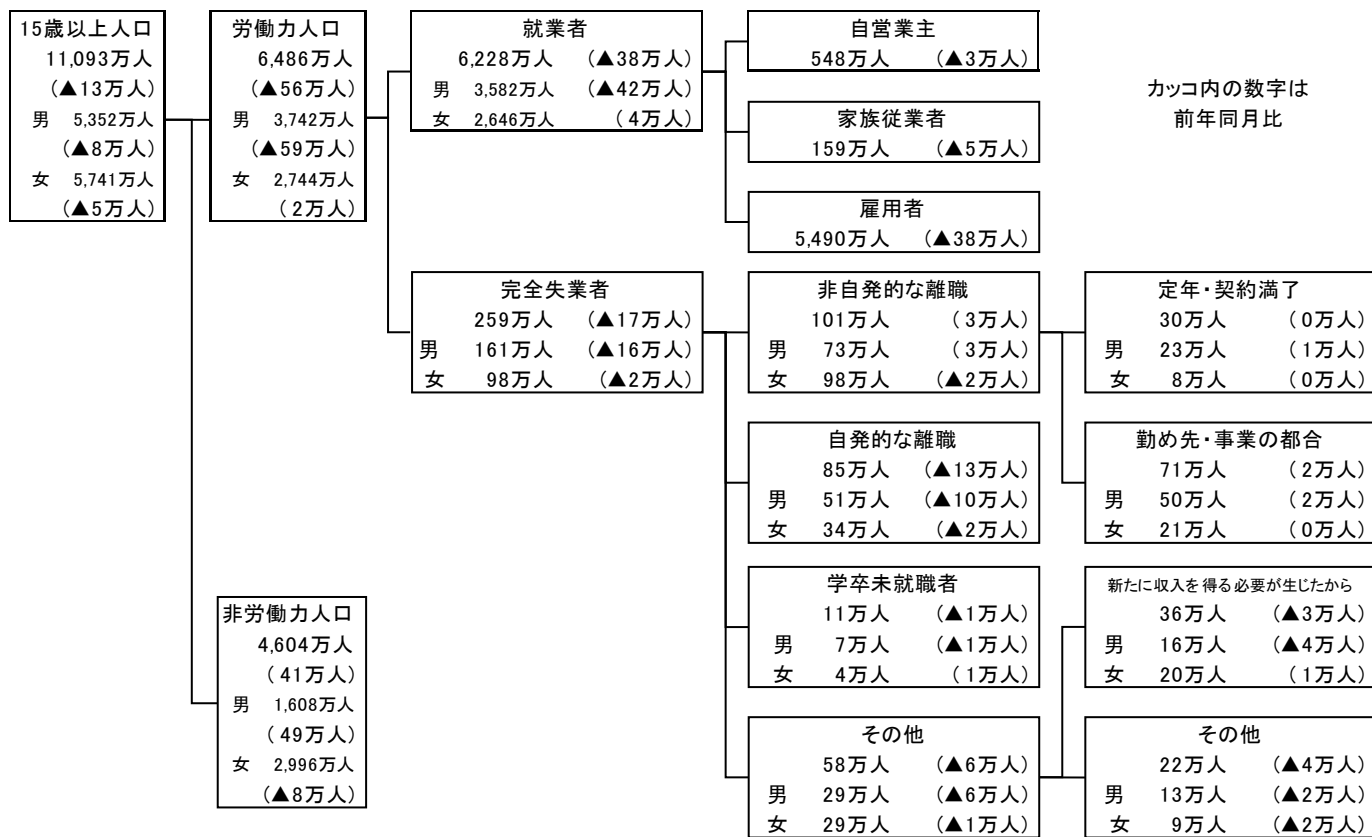 15歳以上人口
11,093万人
(▲13万人)
男 5,352万人
(▲8万人)
女 5,741万人
(▲5万人)
労働力人口
6,486万人
(▲56万人)
男 3,742万人
(▲59万人)
女 2,744万人
(2万人)
非労働力人口
4,604万人
(41万人)
男 1,608万人
(49万人)
女 2,996万人
(▲8万人)
就業者
6,228万人 (▲38万人)
男 3,582万人 (▲42万人)
女 2,646万人 (4万人)
完全失業者
259万人 (▲17万人)
男 161万人 (▲16万人)
女 98万人 (▲2万人)
自営業主
548万人 (▲3万人)
家族従業者
159万人 (▲5万人)
雇用者
5,490万人 (▲38万人)
カッコ内の数字は
前年同月比
非自発的な離職
101万人 (3万人)
男 73万人 (3万人)
女 98万人 (▲2万人)
自発的な離職
85万人 (▲13万人)
男 51万人 (▲10万人)
女 34万人 (▲2万人)
学卒未就職者
11万人 (▲1万人)
男 7万人 (▲1万人)
女 4万人 (1万人)
その他
58万人 (▲6万人)
男 29万人 (▲6万人)
女 29万人 (▲1万人)
定年・契約満了
30万人 (0万人)
男 23万人 (1万人)
女 8万人 (0万人)
勤め先・事業の都合
71万人 (2万人)
男 50万人 (2万人)
女 21万人 (0万人)
新たに収入を得る必要が生じたから
36万人 (▲3万人)
男 16万人 (▲4万人)
女 20万人 (1万人)
その他
22万人 (▲4万人)
男 13万人 (▲2万人)
女 9万人 (▲2万人)